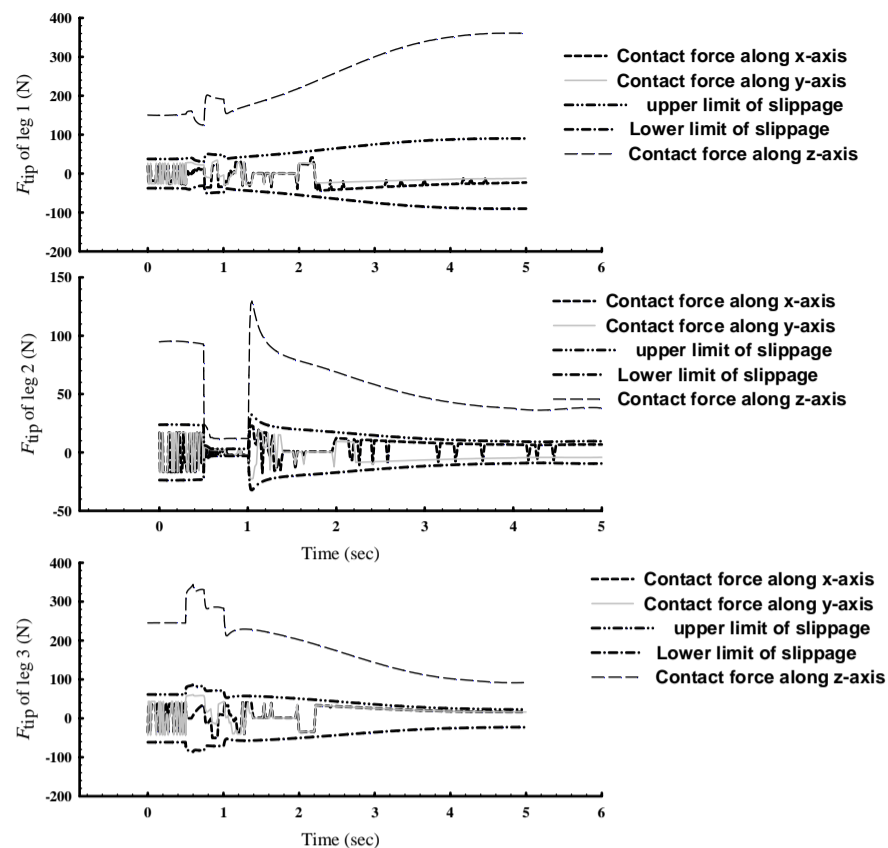 400
300
200
100
0
-100
-200
F_tip of leg 1 (N)
0 1 2 3 4 5 6
Contact force along x-axis
Contact force along y-axis
upper limit of slippage
Lower limit of slippage
Contact force along z-axis
150
100
50
0
-50
F_tip of leg 2 (N)
0 1 2 3 4 5
Time (sec)
Contact force along x-axis
Contact force along y-axis
upper limit of slippage
Lower limit of slippage
Contact force along z-axis
400
300
200
100
0
-100
-200
F_tip of leg 3 (N)
0 1 2 3 4 5 6
Time (sec)
Contact force along x-axis
Contact force along y-axis
upper limit of slippage
Lower limit of slippage
Contact force along z-axis